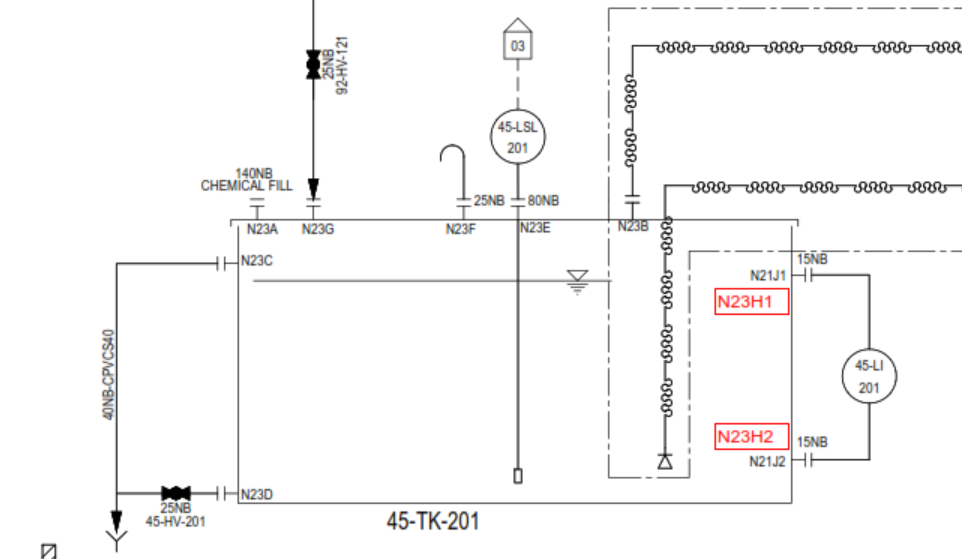 03
25NB
92-HV-121
45-LSL
201
140NB
CHEMICAL FILL
25NB
80NB
N23A
N23G
N23F
N23E
N23B
N23C
15NB
N21J1
N23H1
40NB-CPVCS40
45-LI
201
N23H2
15NB
N21J2
N23D
25NB
45-HV-201
45-TK-201